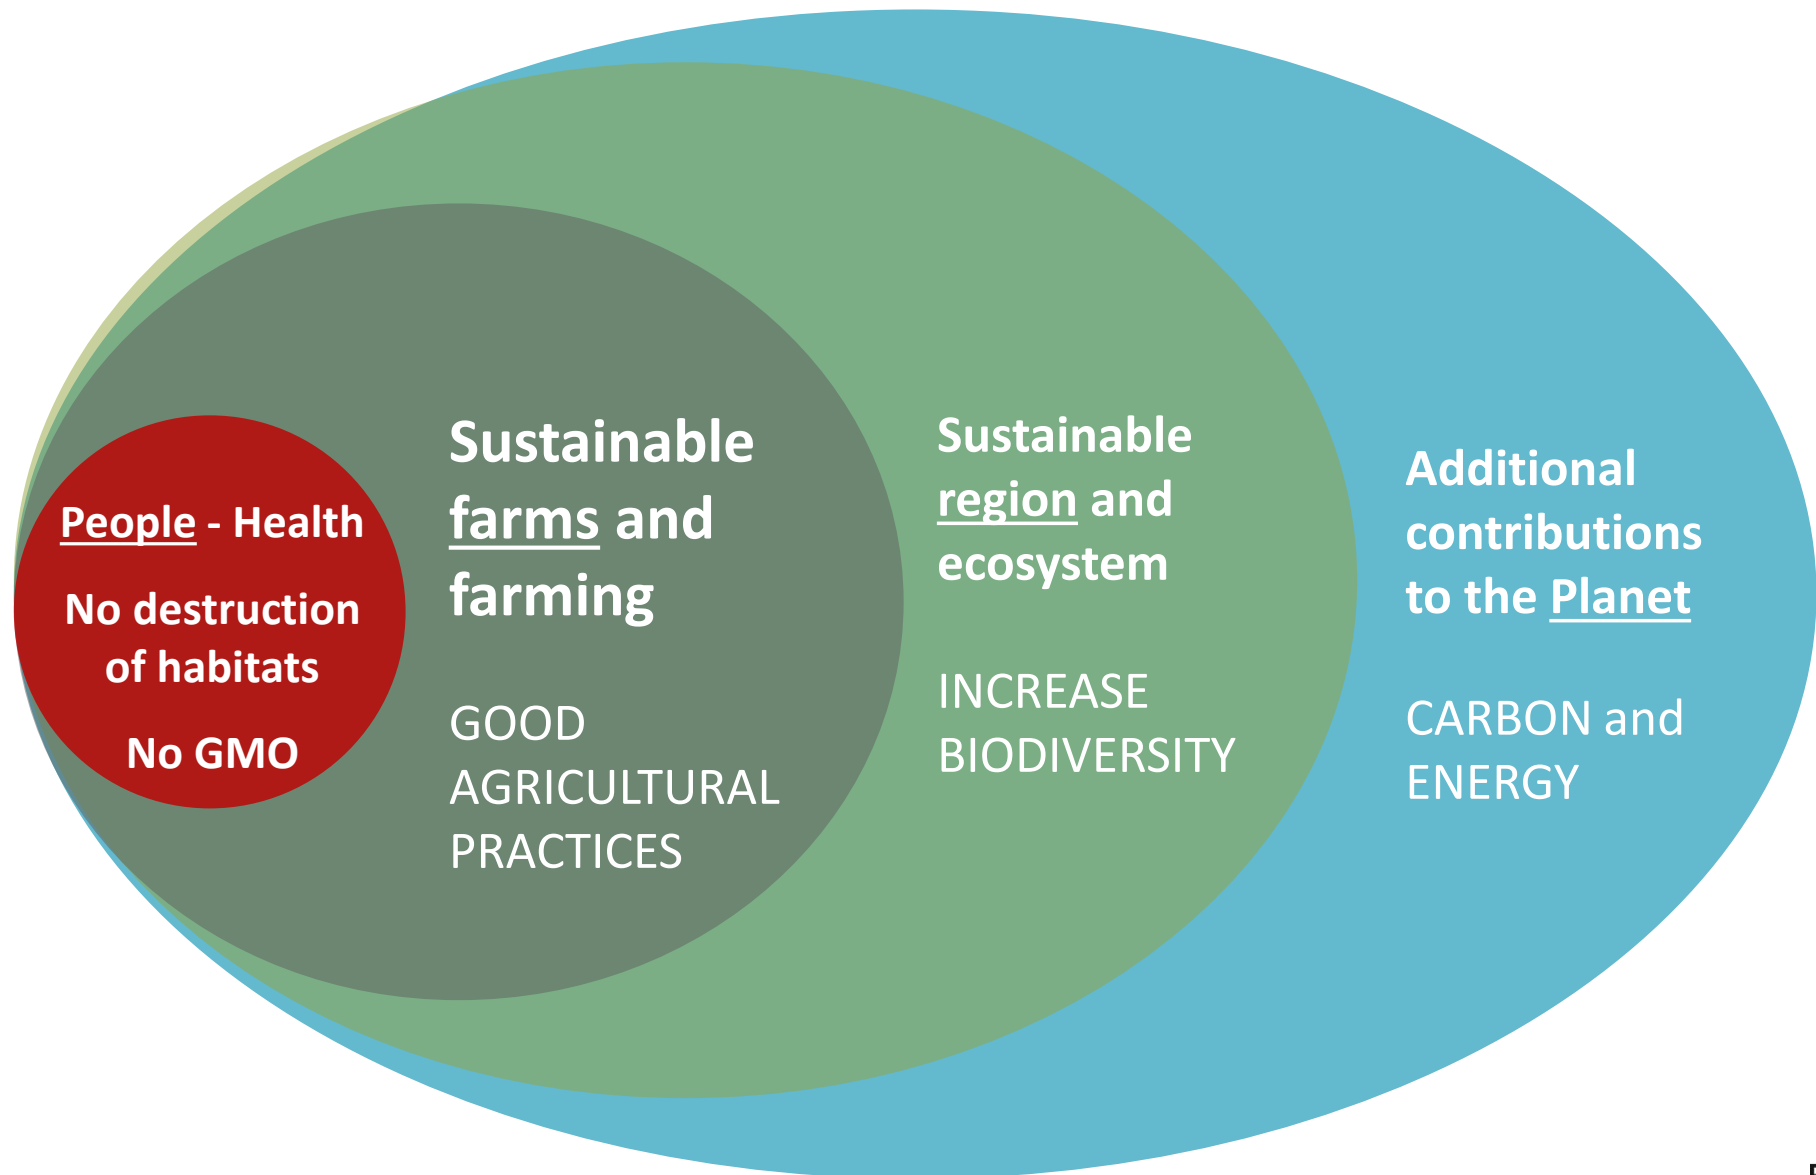 People - Health
No destruction
of habitats
No GMO
Sustainable
farms and
farming
GOOD
AGRICULTURAL
PRACTICES
Sustainable
region and
ecosystem
INCREASE
BIODIVERSITY
Additional
contributions
to the Planet
CARBON and
ENERGY